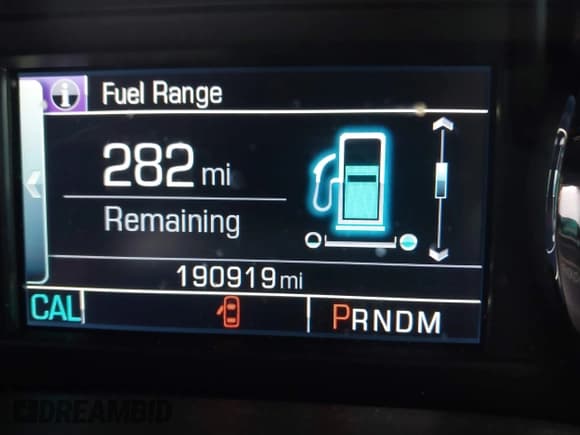 Fuel Range
282 mi
Remaining
190919 mi
CAL
PRNDM
DREAMBID